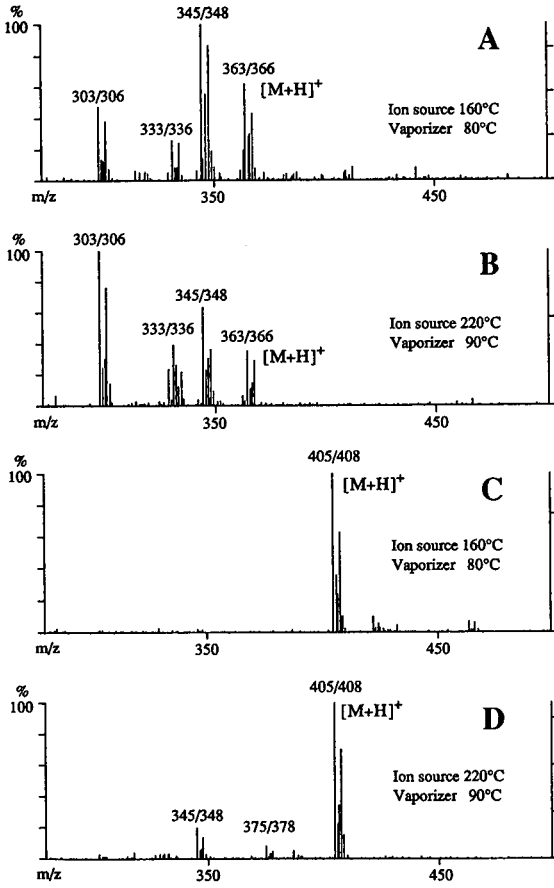 %
100
345/348
A
363/366
[M+H]+
303/306
Ion source 160°C
Vaporizer 80°C
333/336
m/z
350
450
%
303/306
100
B
345/348
333/336
363/366
[M+H]+
Ion source 220°C
Vaporizer 90°C
m/z
350
450
%
405/408
100
[M+H]+
C
Ion source 160°C
Vaporizer 80°C
m/z
350
450
%
405/408
100
[M+H]+
D
Ion source 220°C
Vaporizer 90°C
345/348
375/378
m/z
350
450